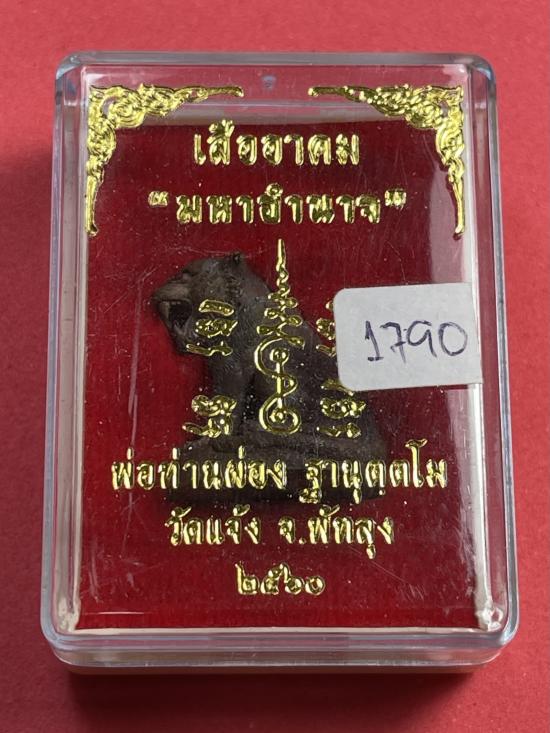 เสืออาคม
"มหาอำนาจ"
1790
พ่อท่านผ่อง ฐานุตฺตโม
วัดแจ้ง จ.พัทลุง
๒๕๖๐